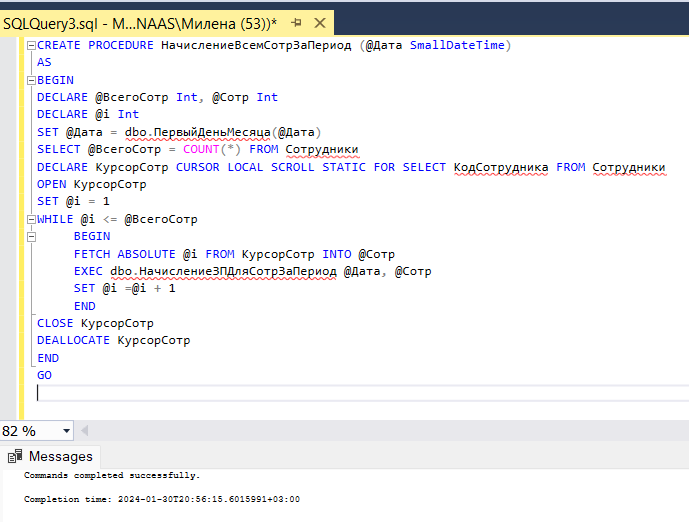 SQLQuery3.sql - M...NAAS\Милена (53))*
CREATE PROCEDURE НачислениеВсемСотрЗаПериод (@Дата SmallDateTime)
AS
BEGIN
DECLARE @ВсегоСотр Int, @Сотр Int
DECLARE @i Int
SET @Дата = dbo.ПервыйДеньМесяца(@Дата)
SELECT @ВсегоСотр = COUNT(*) FROM Сотрудники
DECLARE КурсорСотр CURSOR LOCAL SCROLL STATIC FOR SELECT КодСотрудника FROM Сотрудники
OPEN КурсорСотр
SET @i = 1
WHILE @i <= @ВсегоСотр
BEGIN
FETCH ABSOLUTE @i FROM КурсорСотр INTO @Сотр
EXEC dbo.НачислениеЗПДляСотрЗаПериод @Дата, @Сотр
SET @i =@i + 1
END
CLOSE КурсорСотр
DEALLOCATE КурсорСотр
END
GO
82 %
Messages
Commands completed successfully.
Completion time: 2024-01-30T20:56:15.6015991+03:00